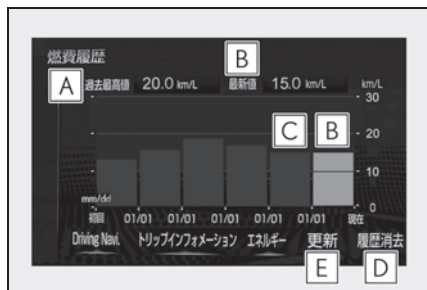 燃費履歴
B
A 過去最高値 20.0 km/L 最新値 15.0 km/L km/L
30
C B 20
10
mm/dd 0
初回 01/01 01/01 01/01 01/01 01/01 現在
Driving Navi. トリップインフォメーション エネルギー 更新 履歴消去
E D